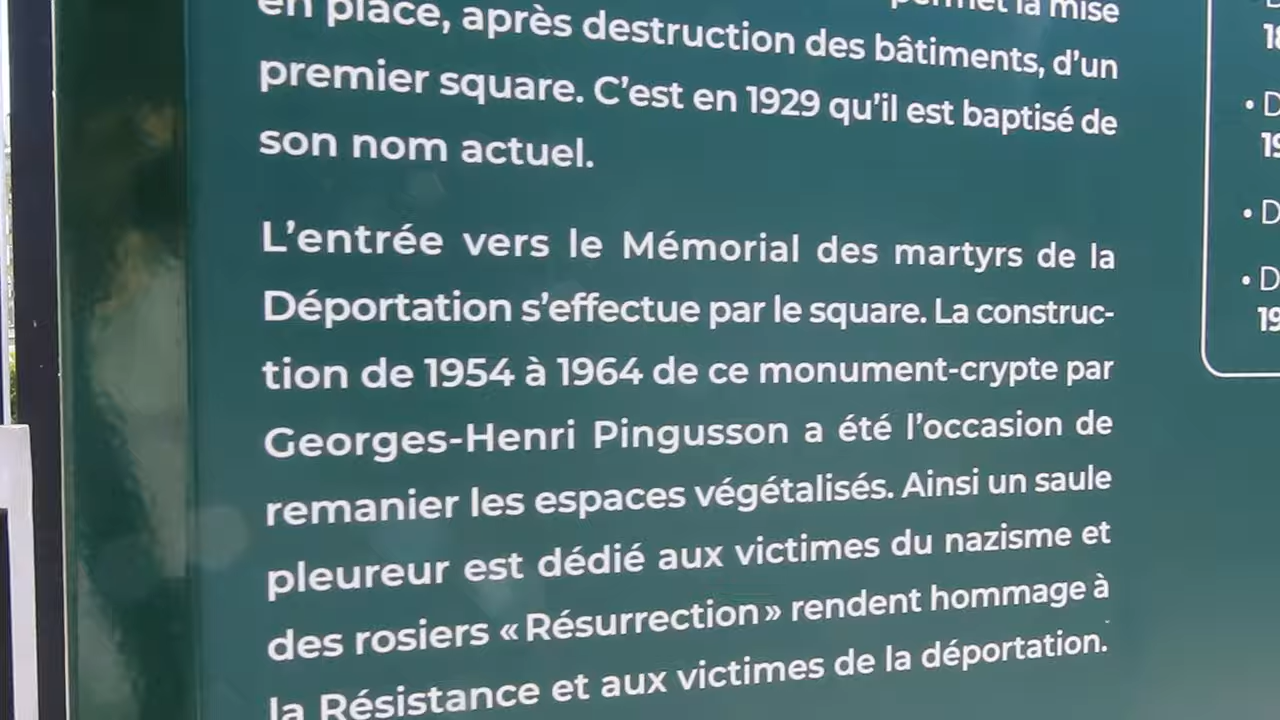 permet la mise
en place, après destruction des bâtiments, d'un
premier square. C'est en 1929 qu'il est baptisé de
son nom actuel.
L'entrée vers le Mémorial des martyrs de la
Déportation s'effectue par le square. La construc-
tion de 1954 à 1964 de ce monument-crypte par
Georges-Henri Pingusson a été l'occasion de
remanier les espaces végétalisés. Ainsi un saule
pleureur est dédié aux victimes du nazisme et
des rosiers « Résurrection » rendent hommage à
la Résistance et aux victimes de la déportation.